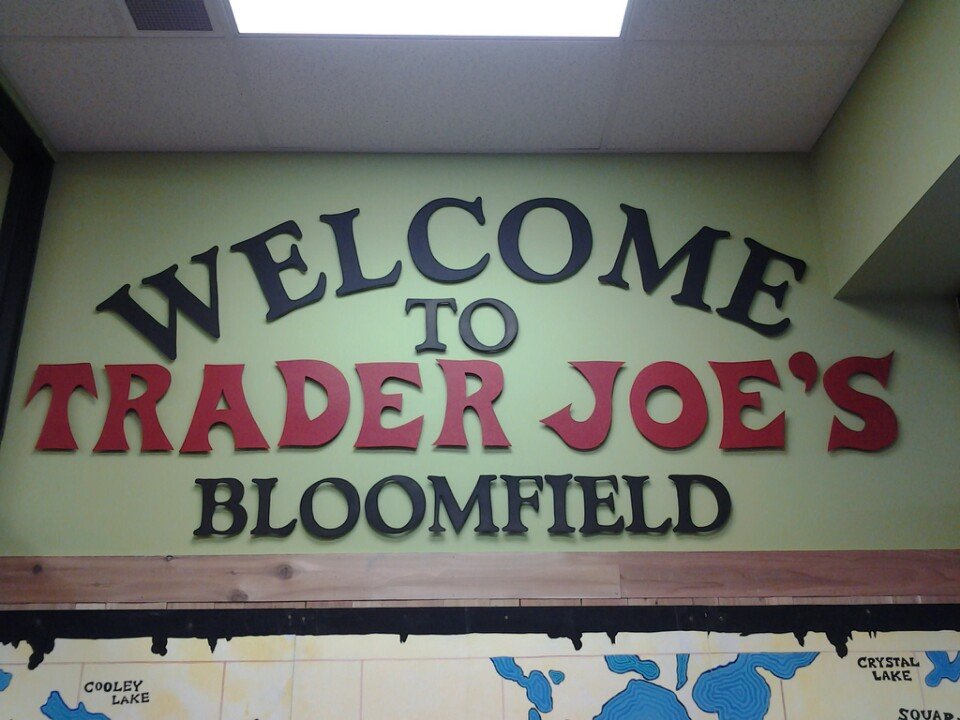 WELCOME
TO
TRADER JOE'S
BLOOMFIELD
COOLEY
LAKE
CRYSTAL
LAKE